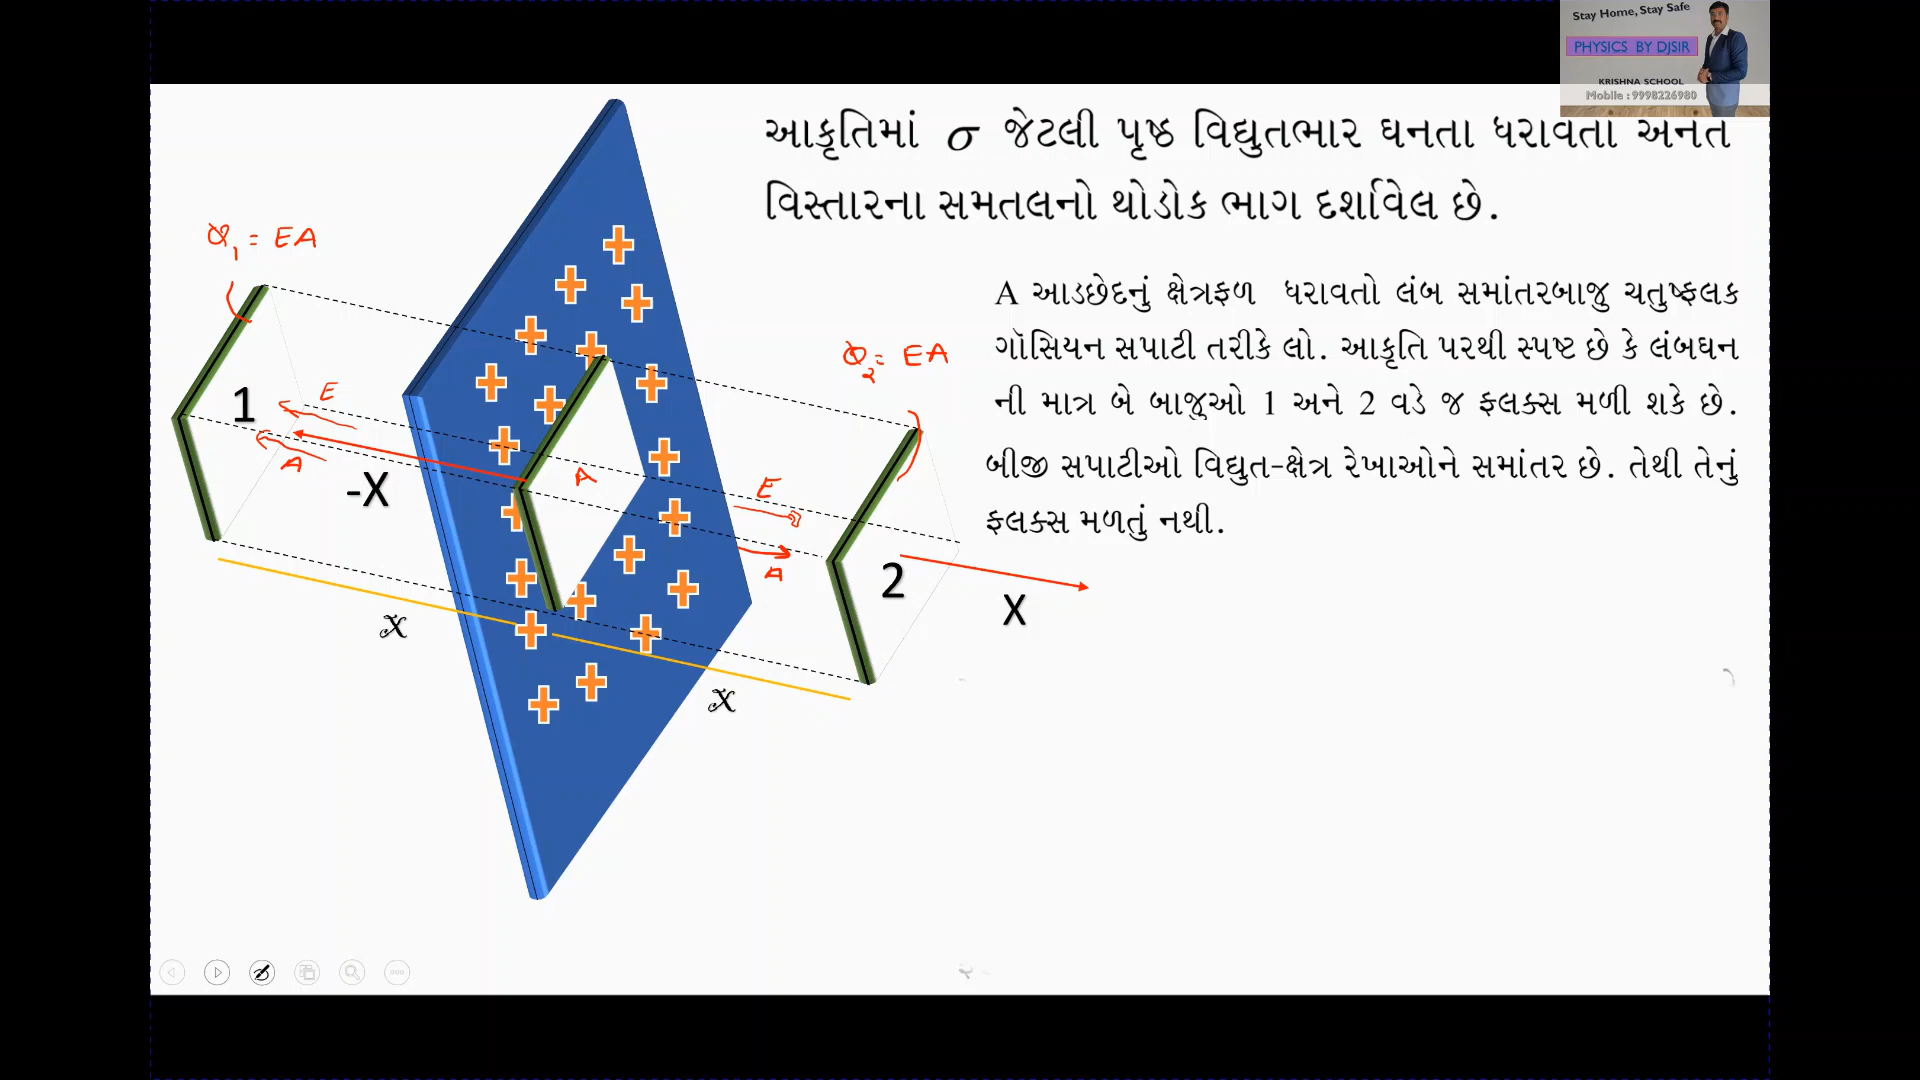 Stay Home, Stay Safe
PHYSICS BY DJSIR
KRISHNA SCHOOL
Mobile : 9998226980
આકૃતિમાં σ જેટલી પૃષ્ઠ વિદ્યુતભાર ઘનતા ધરાવતા અનંત
વિસ્તારના સમતલનો થોડોક ભાગ દર્શાવેલ છે.
A આડછેદનું ક્ષેત્રફળ ધરાવતો લંબ સમાંતરબાજુ ચતુષ્ફલક
ગૉસિયન સપાટી તરીકે લો. આકૃતિ પરથી સ્પષ્ટ છે કે લંબઘન
ની માત્ર બે બાજુઓ 1 અને 2 વડે જ ફ્લક્સ મળી શકે છે.
બીજી સપાટીઓ વિદ્યુત-ક્ષેત્ર રેખાઓને સમાંતર છે. તેથી તેનું
ફ્લક્સ મળતું નથી.
Φ₁ = EA
Φ₂ = EA
1
E
A
-X
A
E
A
2
X
x
x